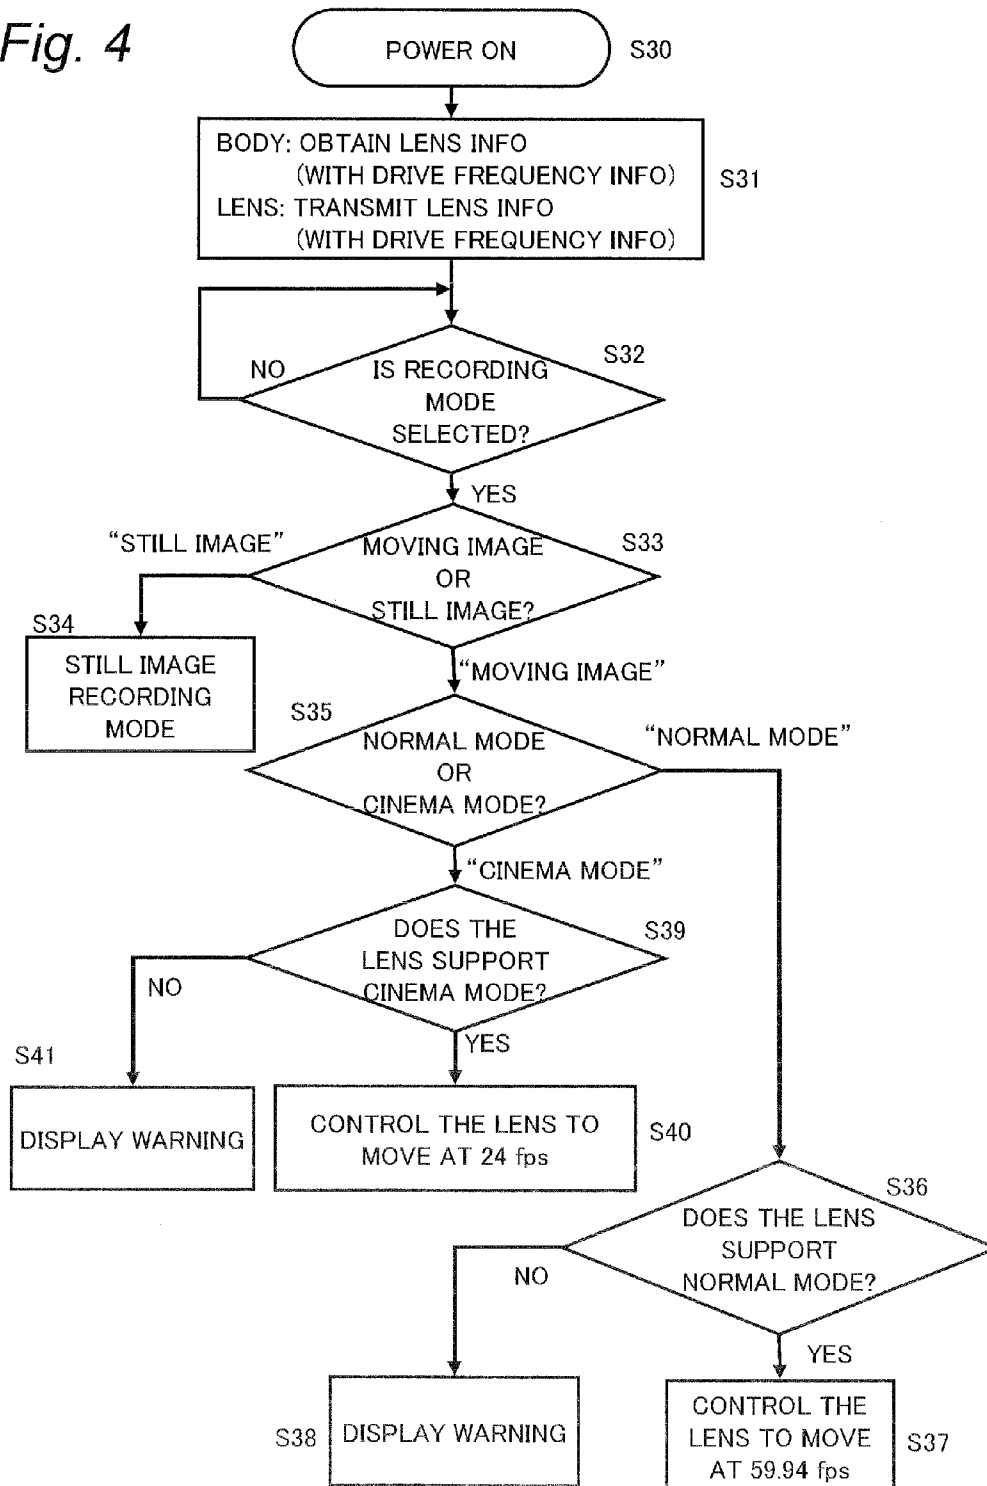 Fig. 4
POWER ON
S30
BODY: OBTAIN LENS INFO
(WITH DRIVE FREQUENCY INFO)
LENS: TRANSMIT LENS INFO
(WITH DRIVE FREQUENCY INFO)
S31
S32
NO
IS RECORDING
MODE
SELECTED?
YES
"STILL IMAGE"
MOVING IMAGE
OR
STILL IMAGE?
S33
S34
STILL IMAGE
RECORDING
MODE
"MOVING IMAGE"
S35
NORMAL MODE
OR
CINEMA MODE?
"NORMAL MODE"
"CINEMA MODE"
DOES THE
LENS SUPPORT
CINEMA MODE?
S39
NO
YES
S41
DISPLAY WARNING
CONTROL THE LENS TO
MOVE AT 24 fps
S40
S36
DOES THE LENS
SUPPORT
NORMAL MODE?
NO
YES
S38
DISPLAY WARNING
CONTROL THE
LENS TO MOVE
AT 59.94 fps
S37